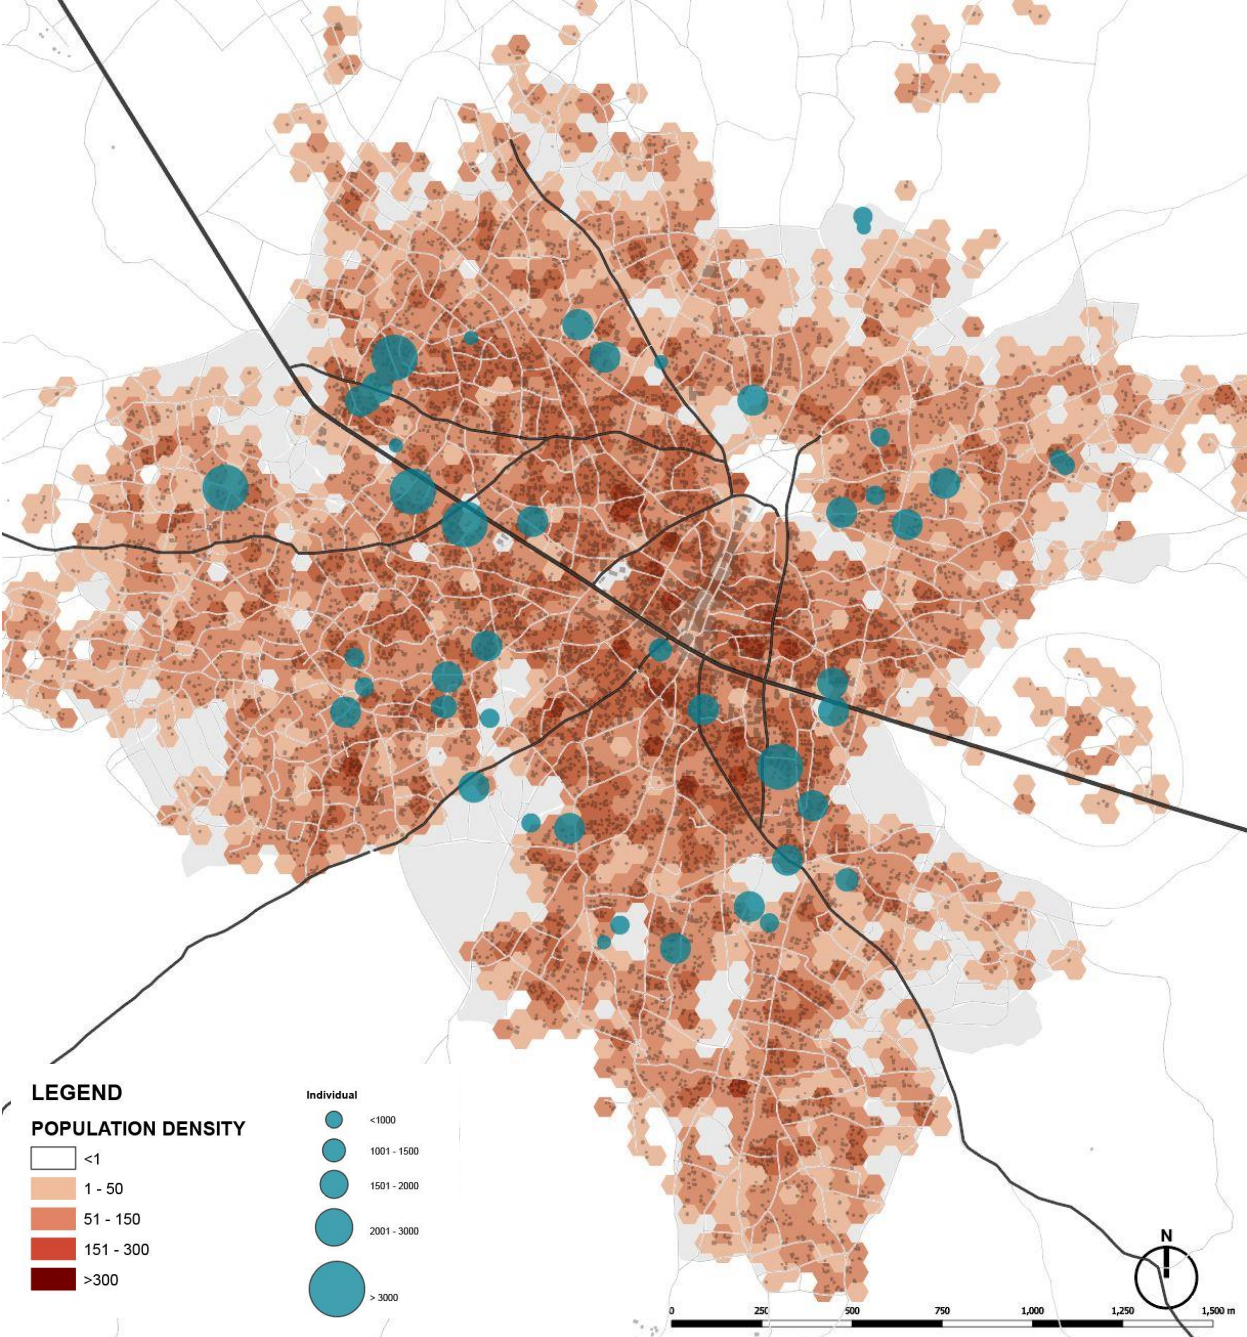 LEGEND
POPULATION DENSITY
<1
1 - 50
51 - 150
151 - 300
>300
Individual
<1000
1001 - 1500
1501 - 2000
2001 - 3000
> 3000
N
0 250 500 750 1,000 1,250 1,500 m